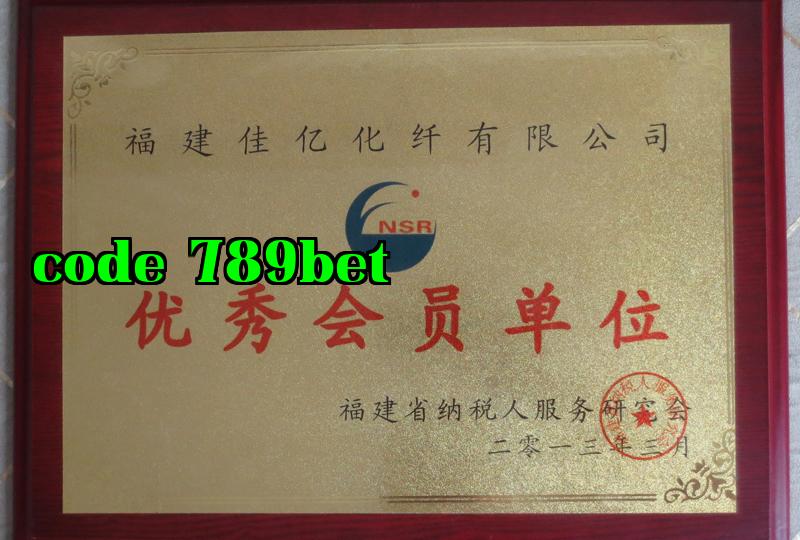 福建佳亿化纤有限公司
NSR
code 789bet
优秀会员单位
福建省纳税人服务研究会
二零一三年三月